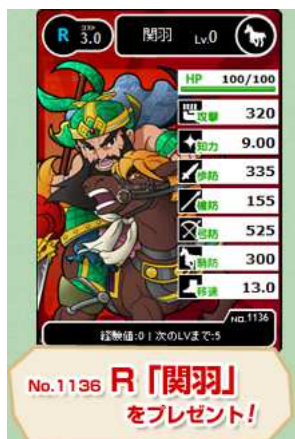 R コスト 3.0 関羽 Lv.0
HP 100/100
攻撃 320
知力 9.00
歩防 335
槍防 155
弓防 525
騎防 300
移速 13.0
NO.1136
経験値:0 | 次のLVまで:5
No.1136 R「関羽」
をプレゼント!